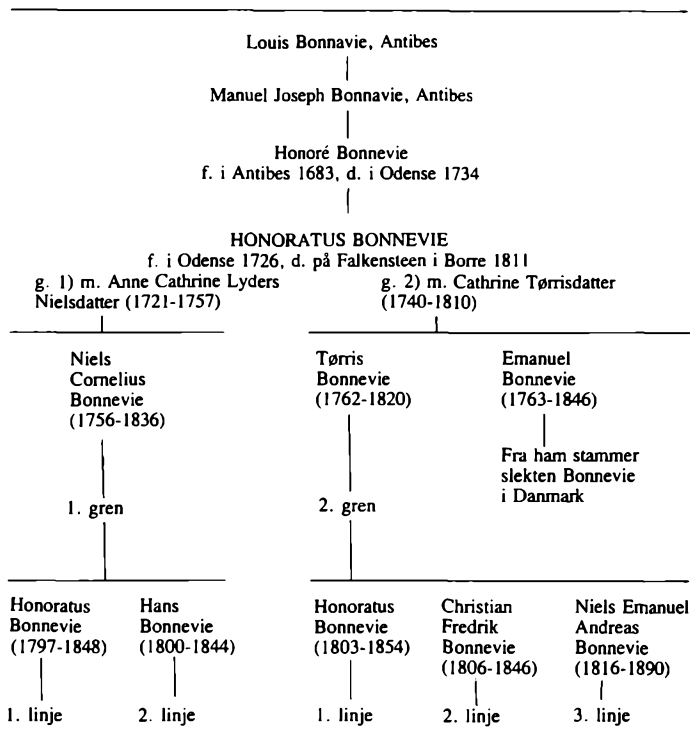 Louis Bonnavie, Antibes
Manuel Joseph Bonnavie, Antibes
Honoré Bonnevie
f. i Antibes 1683, d. i Odense 1734
HONORATUS BONNEVIE
f. i Odense 1726, d. på Falkensteen i Borre 1811
g. 1) m. Anne Cathrine Lyders
Nielsdatter (1721-1757)
g. 2) m. Cathrine Tørrisdatter
(1740-1810)
Niels
Cornelius
Bonnevie
(1756-1836)
Tørris
Bonnevie
(1762-1820)
Emanuel
Bonnevie
(1763-1846)
Fra ham stammer
slekten Bonnevie
i Danmark
1. gren
2. gren
Honoratus
Bonnevie
(1797-1848)
Hans
Bonnevie
(1800-1844)
Honoratus
Bonnevie
(1803-1854)
Christian
Fredrik
Bonnevie
(1806-1846)
Niels Emanuel
Andreas
Bonnevie
(1816-1890)
1. linje
2. linje
1. linje
2. linje
3. linje